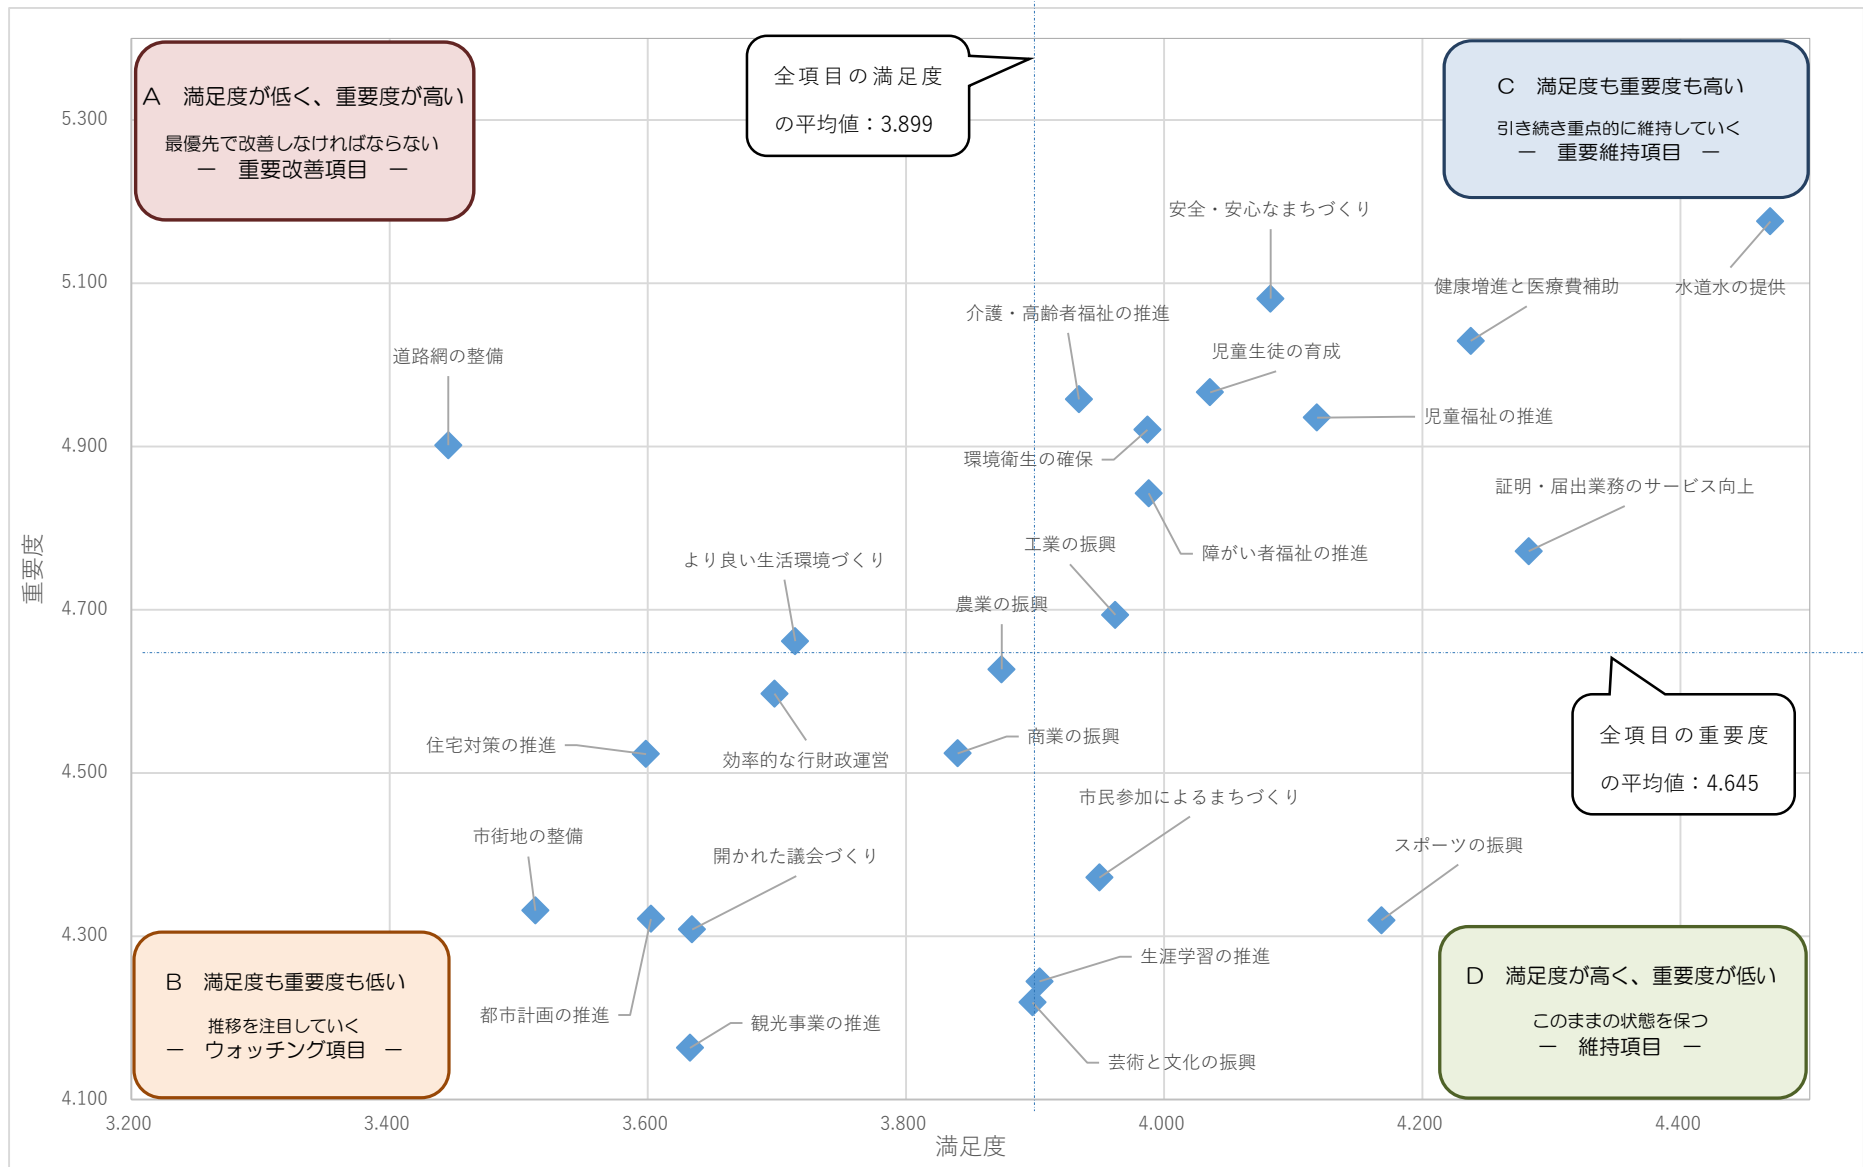 A　満足度が低く、重要度が高い
最優先で改善しなければならない
－　重要改善項目　－
全項目の満足度
の平均値：3.899
C　満足度も重要度も高い
引き続き重点的に維持していく
－　重要維持項目　－
5.300
安全・安心なまちづくり
5.100
健康増進と医療費補助
水道水の提供
介護・高齢者福祉の推進
道路網の整備
児童生徒の育成
児童福祉の推進
4.900
環境衛生の確保
証明・届出業務のサービス向上
障がい者福祉の推進
工業の振興
より良い生活環境づくり
重要度
4.700
農業の振興
全項目の重要度
の平均値：4.645
住宅対策の推進
効率的な行財政運営
商業の振興
4.500
市民参加によるまちづくり
市街地の整備
開かれた議会づくり
スポーツの振興
4.300
B　満足度も重要度も低い
推移を注目していく
－　ウォッチング項目　－
都市計画の推進
観光事業の推進
生涯学習の推進
芸術と文化の振興
D　満足度が高く、重要度が低い
このままの状態を保つ
－　維持項目　－
4.100
3.200
3.400
3.600
3.800
4.000
4.200
4.400
満足度